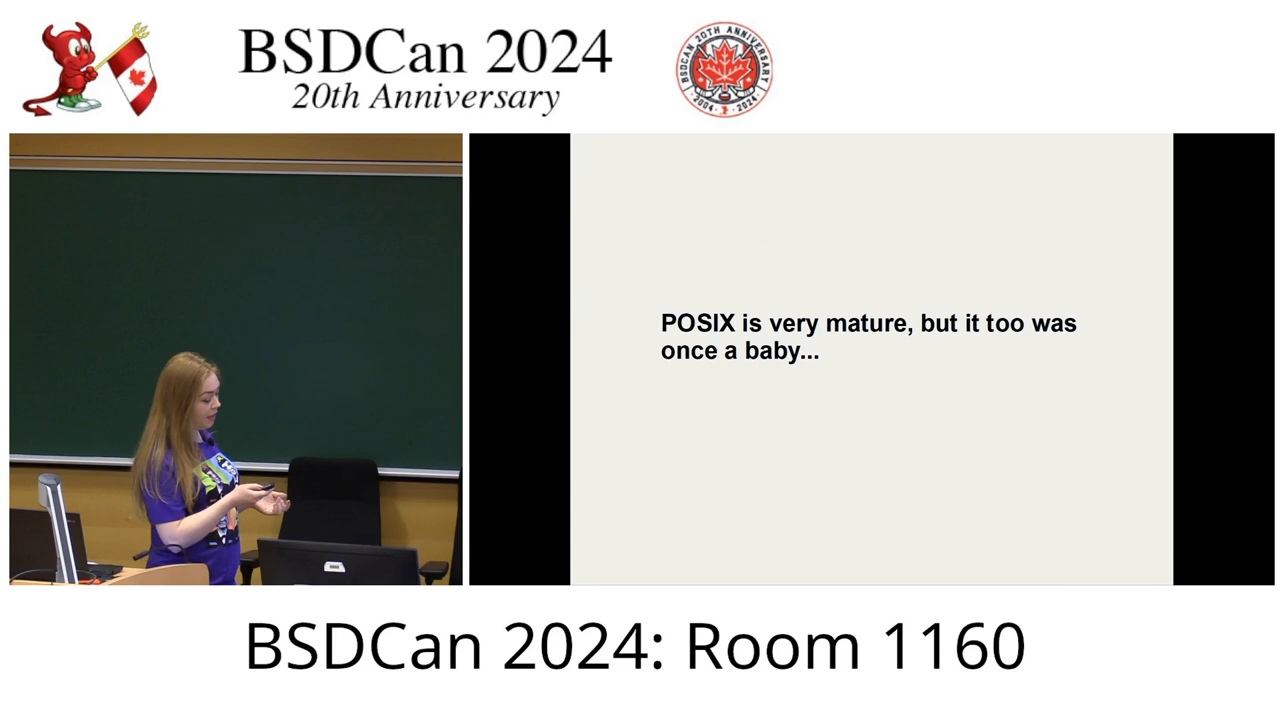 BSDCan 2024
20th Anniversary
BSDCAN 20TH ANNIVERSARY
2004 - 2024
POSIX is very mature, but it too was
once a baby...
BSDCan 2024: Room 1160